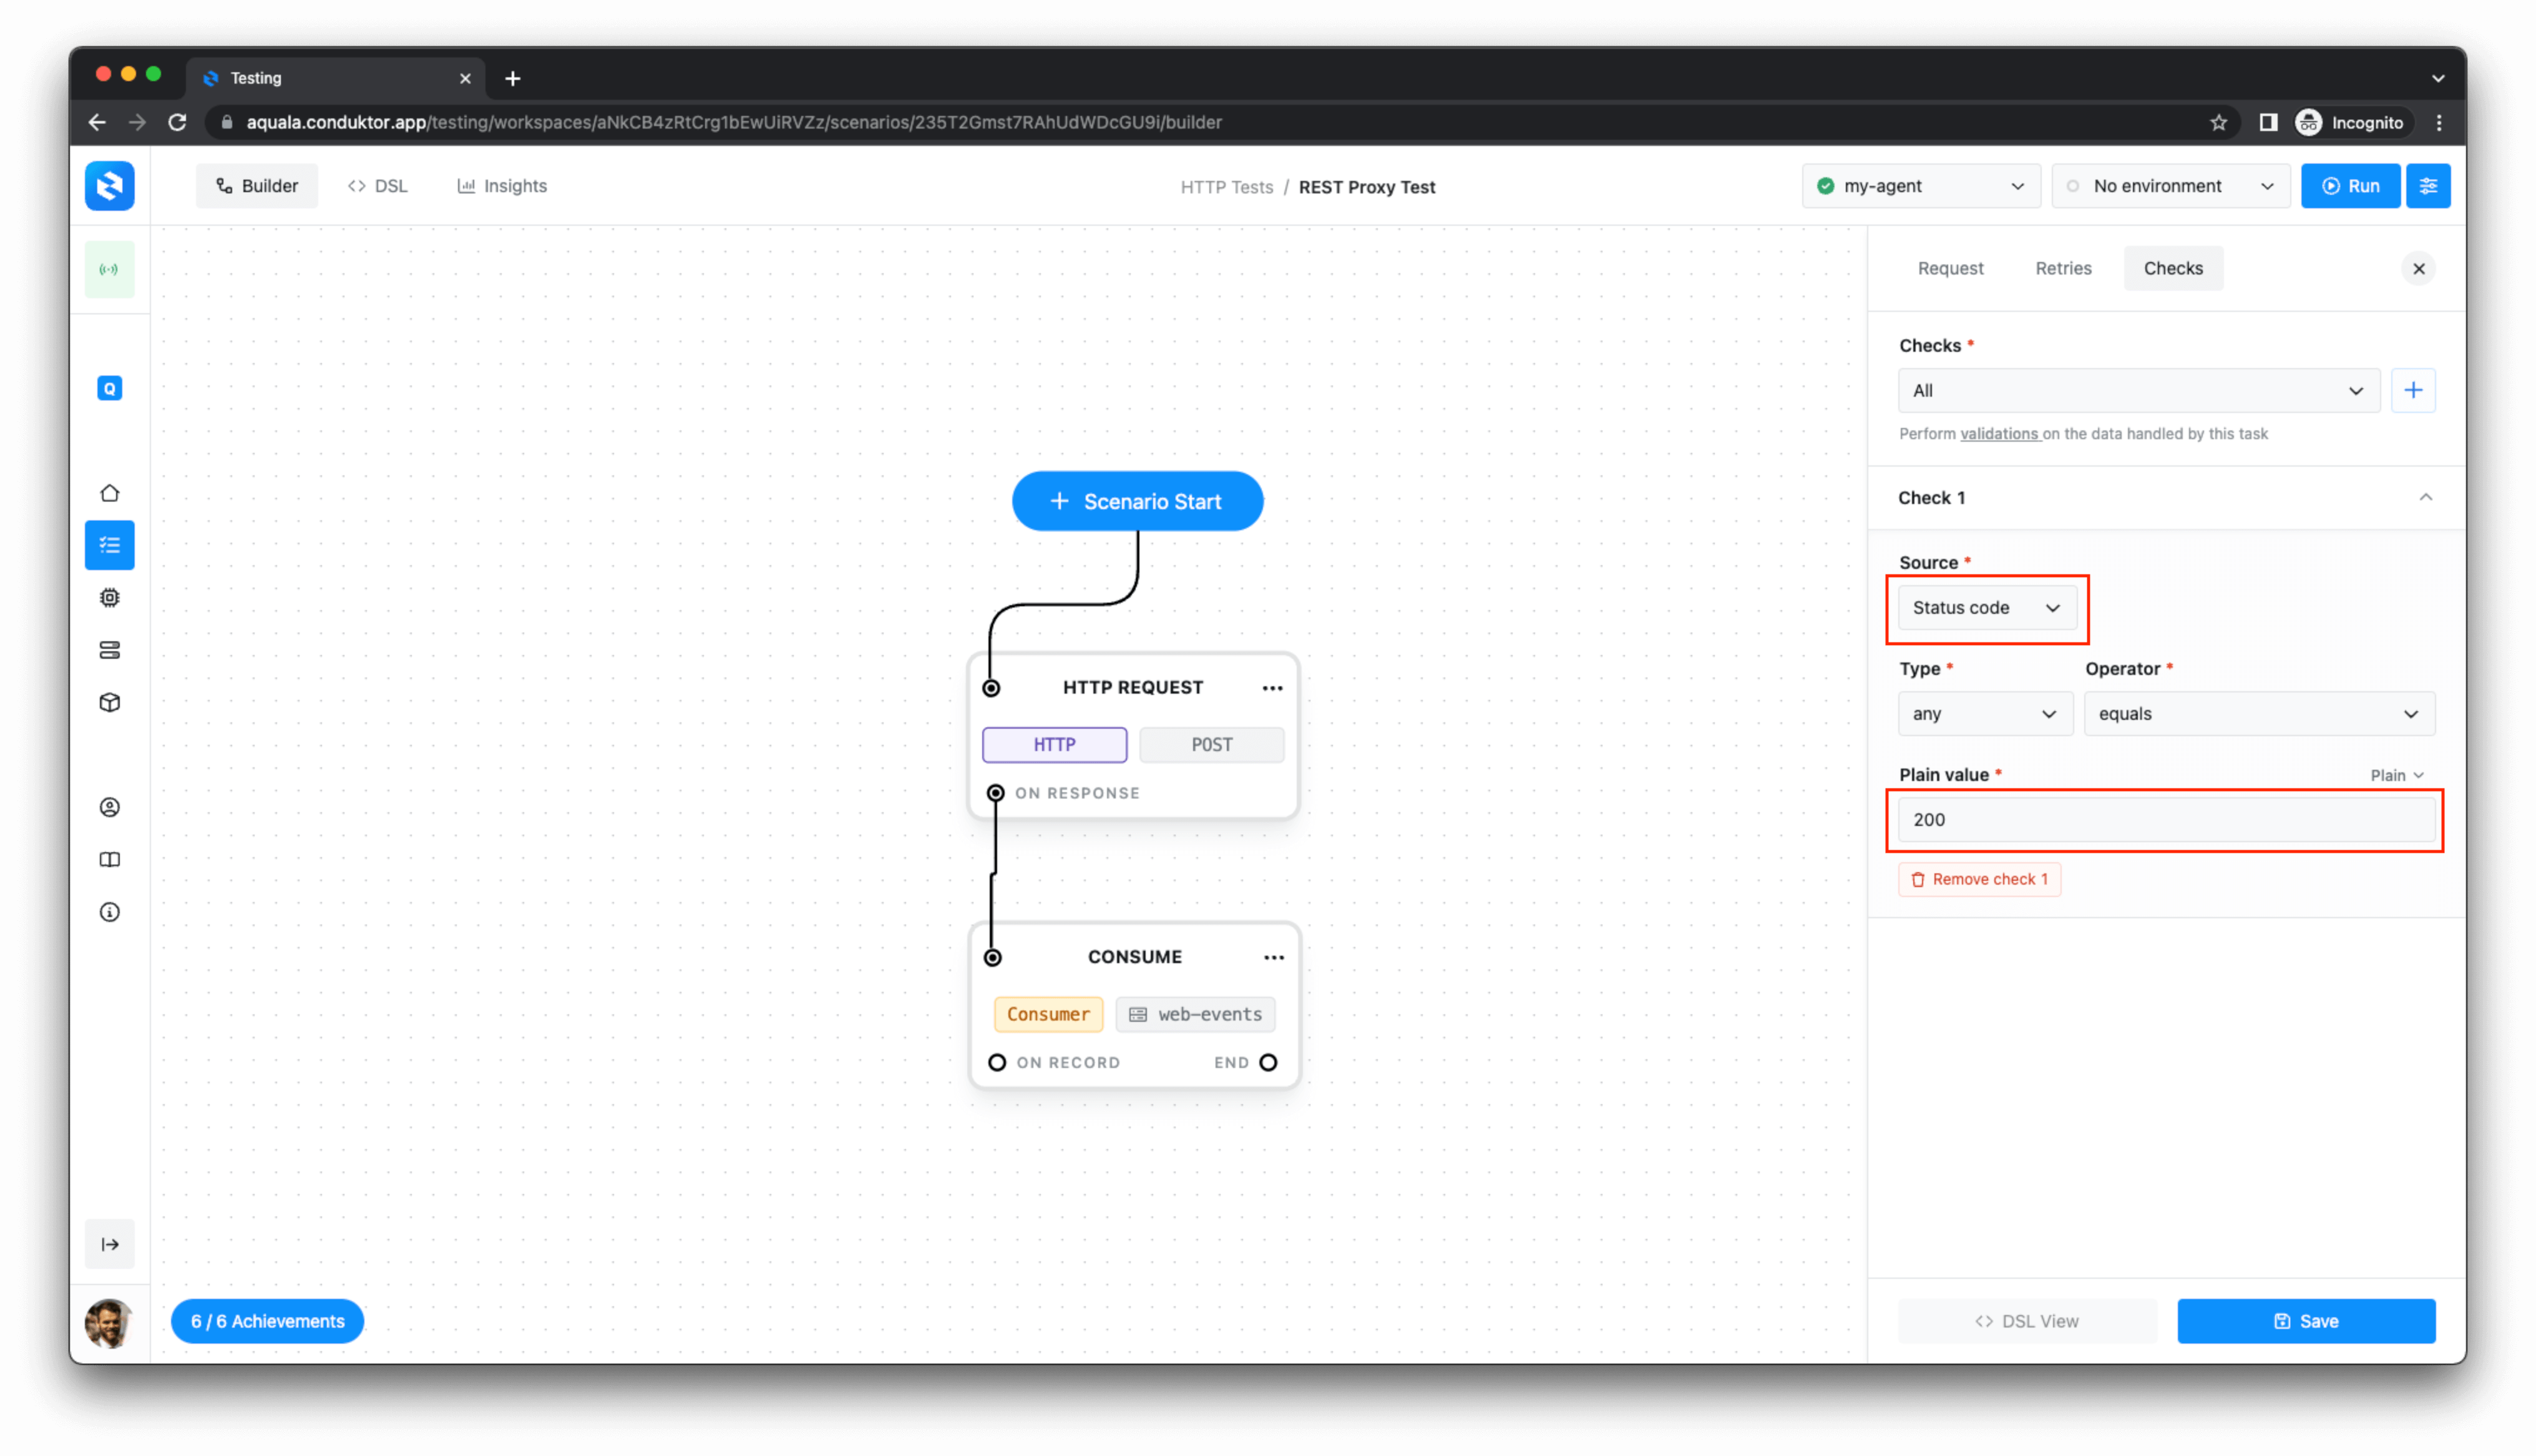 Testing
aquala.conduktor.app/testing/workspaces/aNkCB4zRtCrg1bEwUiRVZz/scenarios/235T2Gmst7RAhUdWDcGU9i/builder
Incognito
Builder
<> DSL
Insights
HTTP Tests / REST Proxy Test
my-agent
No environment
Run
Q
Request
Retries
Checks
Checks *
All
Perform validations on the data handled by this task
Check 1
Source *
Status code
Type *
Operator *
any
equals
Plain value *
Plain
200
Remove check 1
+ Scenario Start
HTTP REQUEST
HTTP
POST
ON RESPONSE
CONSUME
Consumer
web-events
ON RECORD
END
6 / 6 Achievements
<> DSL View
Save